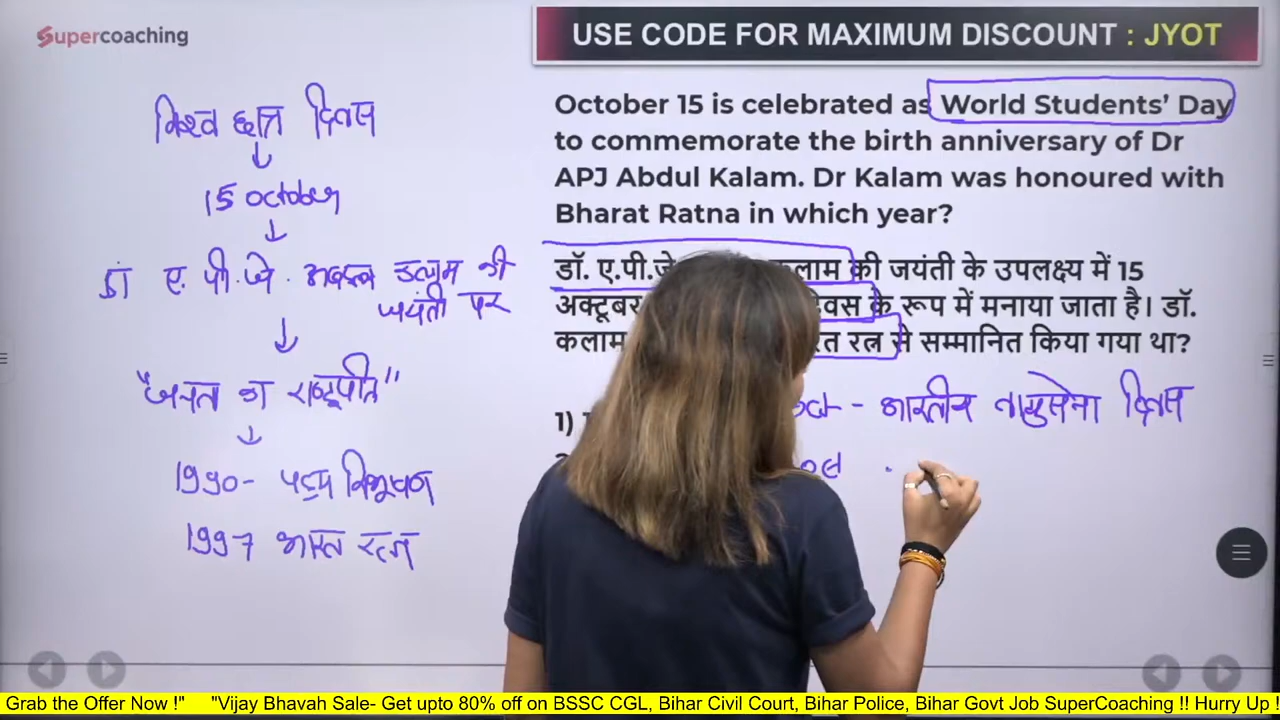 Supercoaching
USE CODE FOR MAXIMUM DISCOUNT : JYOT
विश्व छात्र दिवस
15 October
डॉ ए. पी. जे. अब्दुल कलाम की
जयंती पर
"जनता का राष्ट्रपति"
1990- पद्म विभूषण
1997 भारत रत्न
October 15 is celebrated as World Students' Day
to commemorate the birth anniversary of Dr
APJ Abdul Kalam. Dr Kalam was honoured with
Bharat Ratna in which year?
डॉ. ए.पी.जे कलाम की जयंती के उपलक्ष्य में 15
अक्टूबर के रूप में मनाया जाता है। डॉ.
कलाम रत्न से सम्मानित किया गया था?
- भारतीय वायुसेना दिवस
1)
Grab the Offer Now !" "Vijay Bhavah Sale- Get upto 80% off on BSSC CGL, Bihar Civil Court, Bihar Police, Bihar Govt Job SuperCoaching !! Hurry Up !